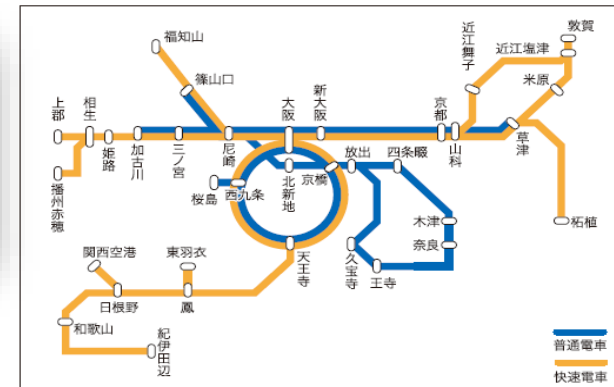 敦賀
福知山
近江舞子
近江塩津
米原
篠山口
上郡
相生
大阪
新大阪
京都
姫路
加古川
三ノ宮
尼崎
山科
草津
播州赤穂
北新地
京橋
放出
四条畷
桜島
西九条
木津
奈良
柘植
関西空港
東羽衣
天王寺
久宝寺
王寺
日根野
鳳
和歌山
紀伊田辺
普通電車
快速電車